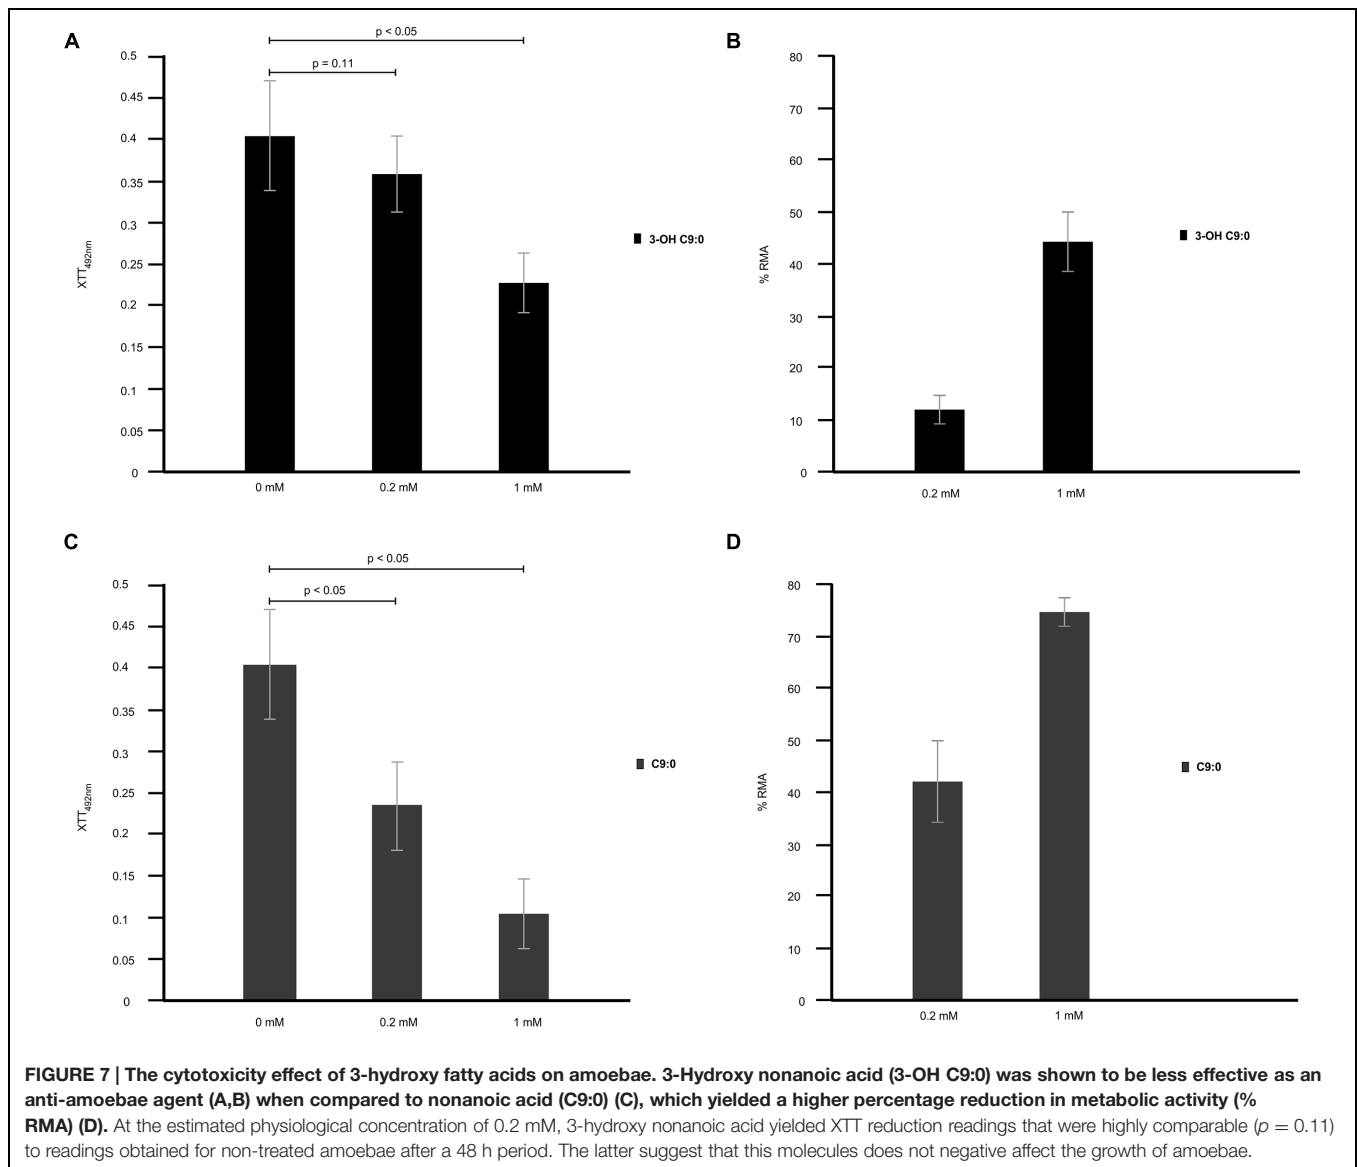 A
p < 0.05
p = 0.11
0.5
0.45
0.4
0.35
0.3
0.25
0.2
0.15
0.1
0.05
0
XTT492nm
0 mM
0.2 mM
1 mM
3-OH C9:0
B
80
70
60
50
40
30
20
10
0
% RMA
0.2 mM
1 mM
3-OH C9:0
C
p < 0.05
p < 0.05
0.5
0.45
0.4
0.35
0.3
0.25
0.2
0.15
0.1
0.05
0
XTT492nm
0 mM
0.2 mM
1 mM
C9:0
D
80
70
60
50
40
30
20
10
0
% RMA
0.2 mM
1 mM
C9:0
FIGURE 7 | The cytotoxicity effect of 3-hydroxy fatty acids on amoebae. 3-Hydroxy nonanoic acid (3-OH C9:0) was shown to be less effective as an
anti-amoebae agent (A,B) when compared to nonanoic acid (C9:0) (C), which yielded a higher percentage reduction in metabolic activity (%
RMA) (D). At the estimated physiological concentration of 0.2 mM, 3-hydroxy nonanoic acid yielded XTT reduction readings that were highly comparable (p = 0.11)
to readings obtained for non-treated amoebae after a 48 h period. The latter suggest that this molecules does not negative affect the growth of amoebae.